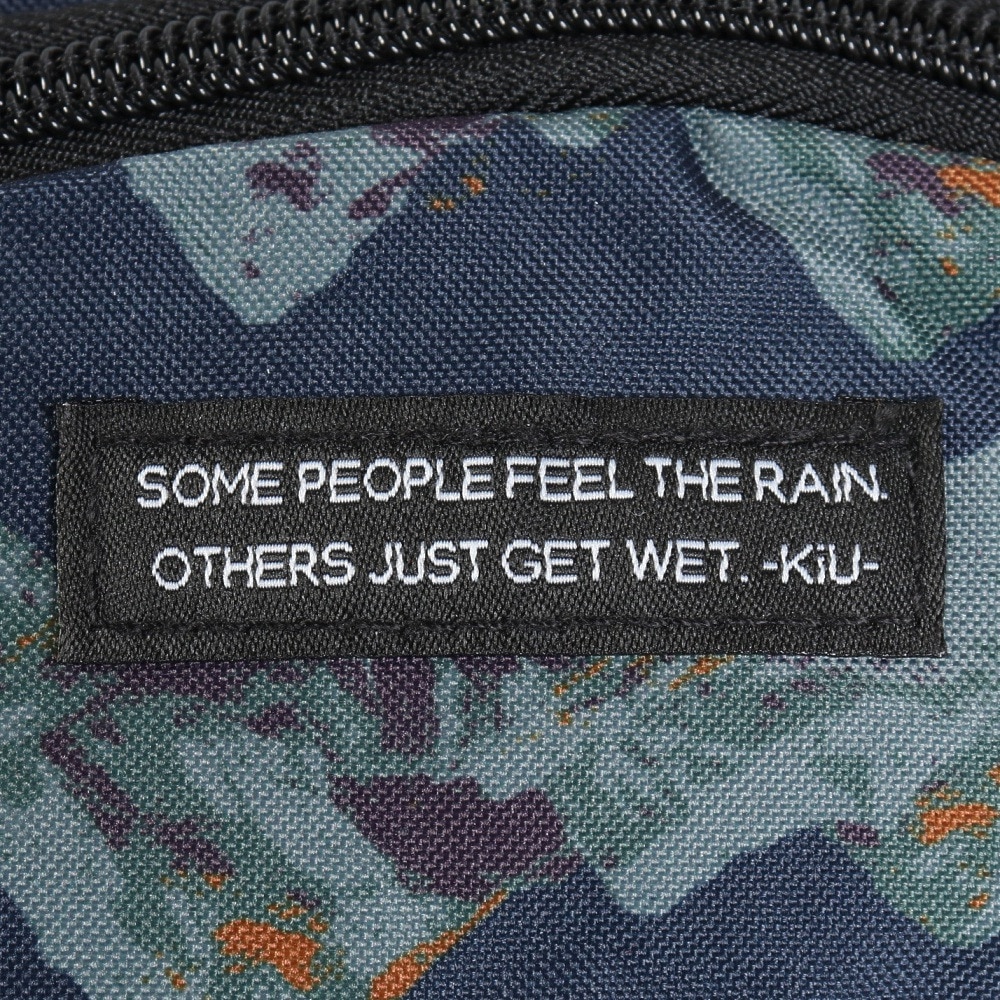 SOME PEOPLE FEEL THE RAIN.
OTHERS JUST GET WET. -KiU-